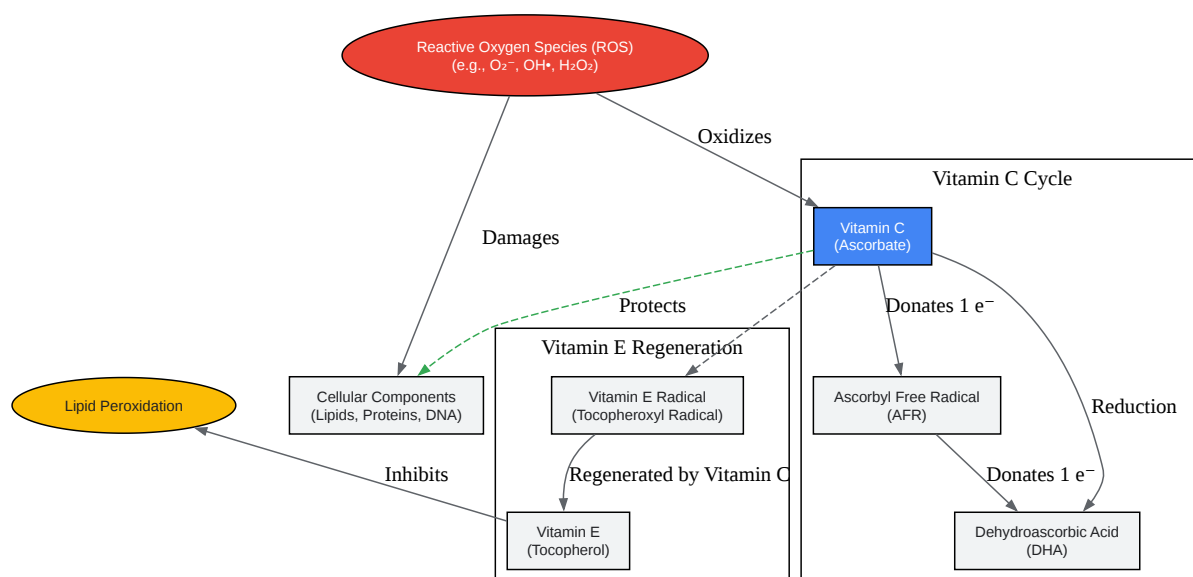 Reactive Oxygen Species (ROS)
(e.g., O₂⁻, OH•, H₂O₂)
Oxidizes
Vitamin C Cycle
Vitamin C
(Ascorbate)
Damages
Protects
Donates 1 e⁻
Vitamin E Regeneration
Lipid Peroxidation
Cellular Components
(Lipids, Proteins, DNA)
Vitamin E Radical
(Tocopheroxyl Radical)
Ascorbyl Free Radical
(AFR)
Reduction
Inhibits
Regenerated by Vitamin C
Donates 1 e⁻
Vitamin E
(Tocopherol)
Dehydroascorbic Acid
(DHA)